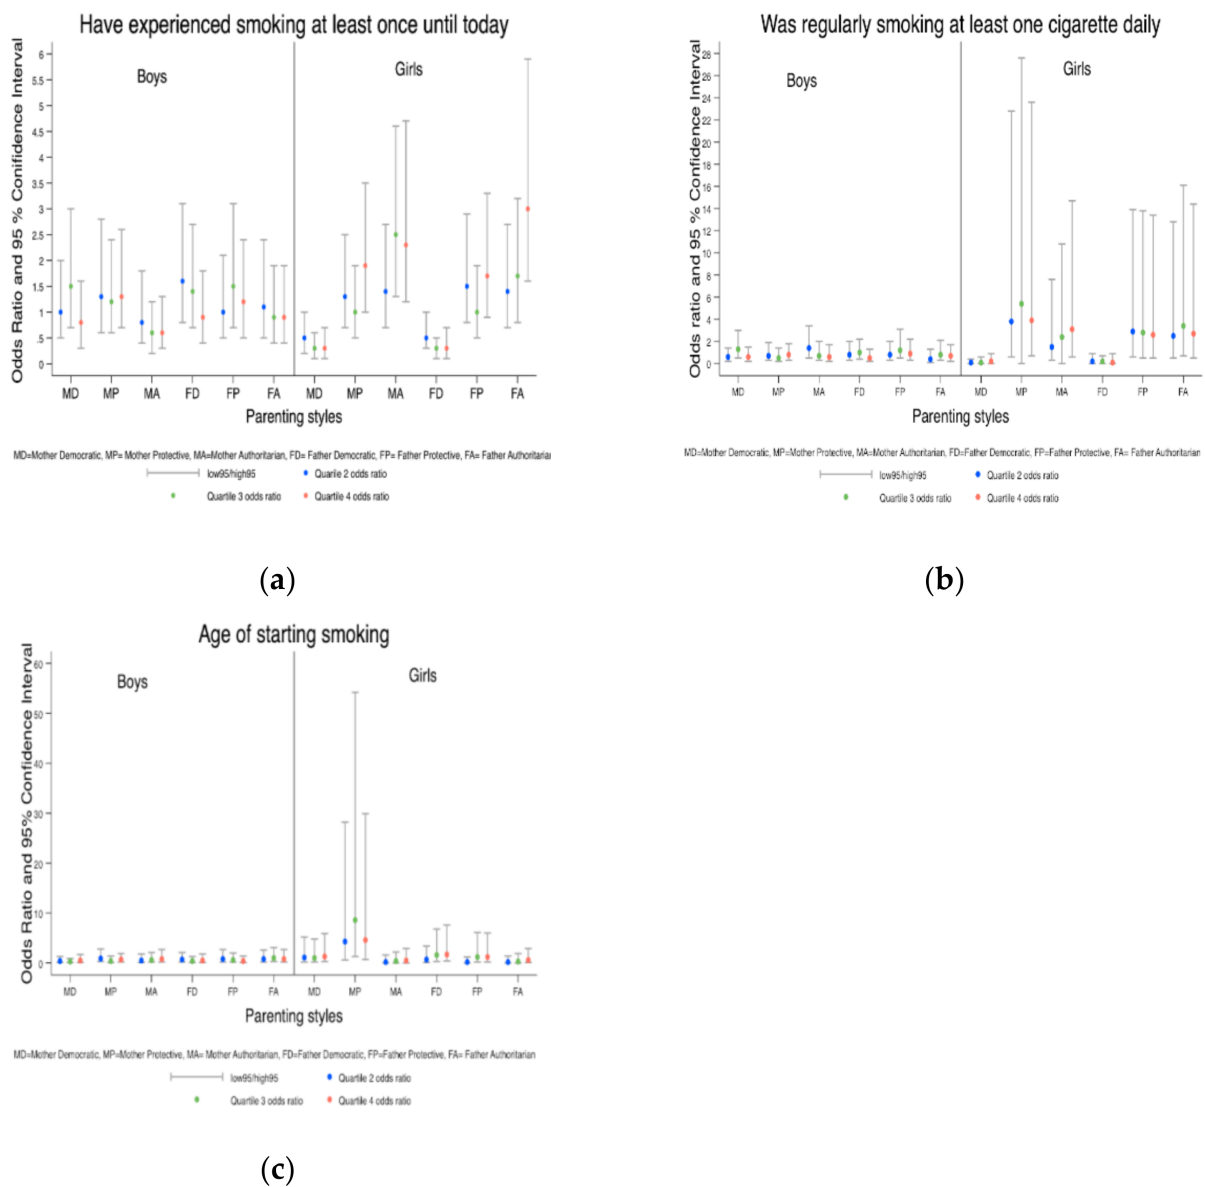 Have experienced smoking at least once until today
Odds Ratio and 95 % Conifidence Interval
6
5.5
5
4.5
4
3.5
3
2.5
2
1.5
1
.5
0
Boys
Girls
MD MP MA FD FP FA MD MP MA FD FP FA
Parenting styles
MD=Mother Democratic, MP= Mother Protective, MA=Mother Authoritarian, FD= Father Democratic, FP= Father Protective, FA= Father Authoritarian
low95/high95
Quarile 2 odds ratio
Quartile 3 odds ratio
Quartile 4 odds ratio
(a)
Was regularly smoking at least one cigarette daily
Odds ratio and 95 % Confidence Interval
28
26
24
22
20
18
16
14
12
10
8
6
4
2
0
Boys
Girls
MD MP MA FD FP FA MD MP MA FD FP FA
Parenting styles
MD=Mother Democratic, MP=Mother Protective, MA=Mother Authoritarian, FD=Father Democratic, FP=Father Protective, FA= Father Authoritarian
low95/high95
Quartile 2 odds ratio
Quartile 3 odds ratio
Quartile 4 odds ratio
(b)
Age of starting smoking
Odds Ratio and 95% Confidence Interval
60
50
40
30
20
10
0
Boys
Girls
MD MP MA FD FP FA MD MP MA FD FP FA
Parenting styles
MD=Mother Democratic, MP=Mother Protective, MA= Mother Authoritarian, FD=Father Democratic, FP=Father Protective, FA= Father Authoritarian
low95/high95
Quartile 2 odds ratio
Quartile 3 odds ratio
Quartile 4 odds ratio
(c)